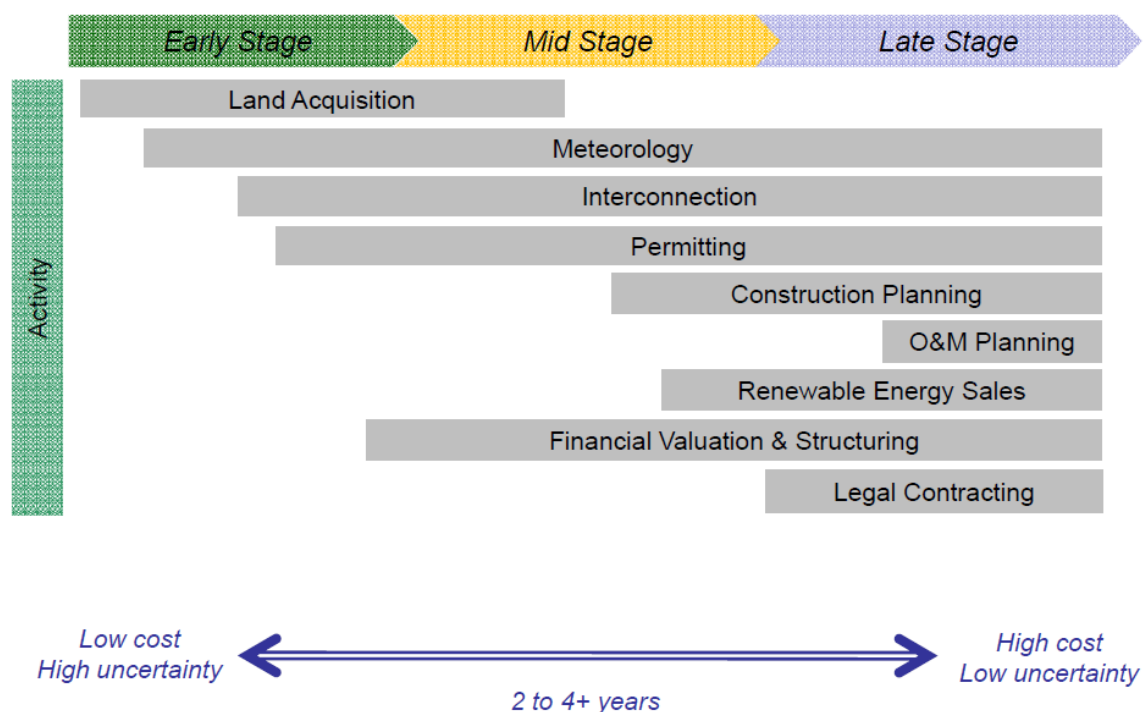 Early Stage
Mid Stage
Late Stage
Activity
Land Acquisition
Meteorology
Interconnection
Permitting
Construction Planning
O&M Planning
Renewable Energy Sales
Financial Valuation & Structuring
Legal Contracting
Low cost
High uncertainty
2 to 4+ years
High cost
Low uncertainty